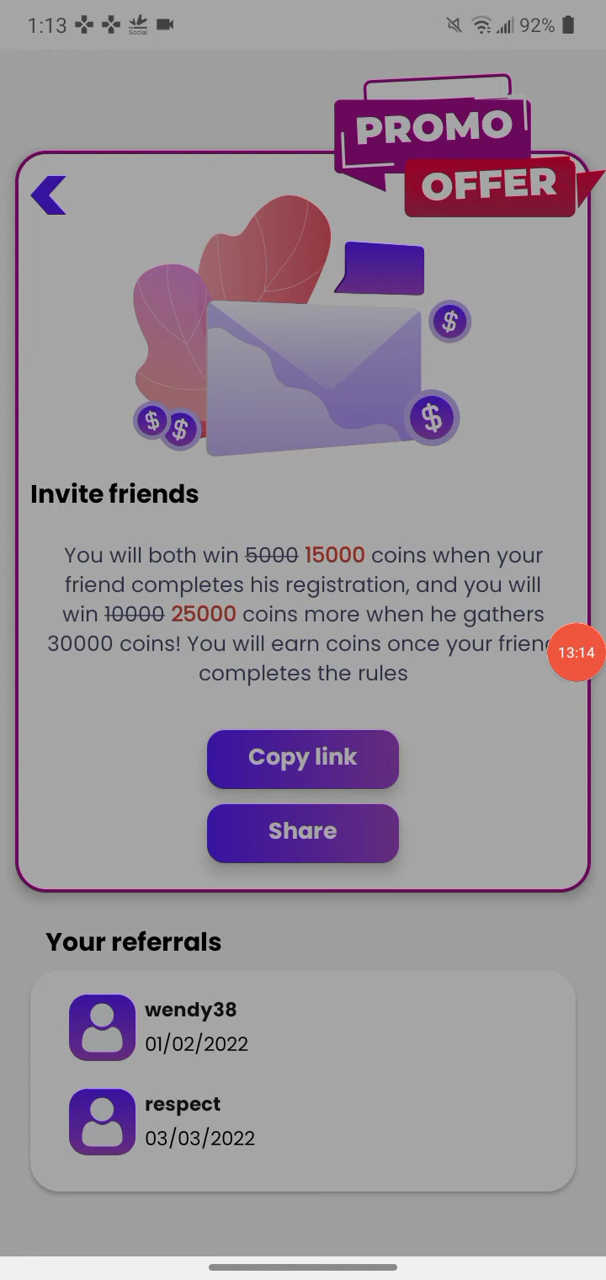 1:13 Social 92%
PROMO
OFFER
Invite friends
You will both win 5000 15000 coins when your
friend completes his registration, and you will
win 10000 25000 coins more when he gathers
30000 coins! You will earn coins once your friend
13:14
completes the rules
Copy link
Share
Your referrals
wendy38
01/02/2022
respect
03/03/2022